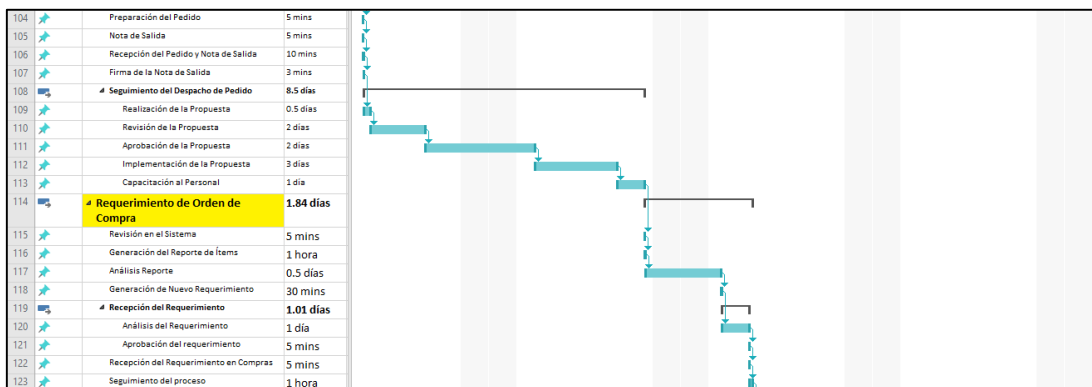 104 Preparación del Pedido 5 mins
105 Nota de Salida 5 mins
106 Recepción del Pedido y Nota de Salida 10 mins
107 Firma de la Nota de Salida 3 mins
108 Seguimiento del Despacho de Pedido 8.5 días
109 Realización de la Propuesta 0.5 días
110 Revisión de la Propuesta 2 días
111 Aprobación de la Propuesta 2 días
112 Implementación de la Propuesta 3 días
113 Capacitación al Personal 1 día
114 Requerimiento de Orden de 1.84 días
Compra
115 Revisión en el Sistema 5 mins
116 Generación del Reporte de Ítems 1 hora
117 Análisis Reporte 0.5 días
118 Generación de Nuevo Requerimiento 30 mins
119 Recepción del Requerimiento 1.01 días
120 Análisis del Requerimiento 1 día
121 Aprobación del requerimiento 5 mins
122 Recepción del Requerimiento en Compras 5 mins
123 Seguimiento del proceso 1 hora